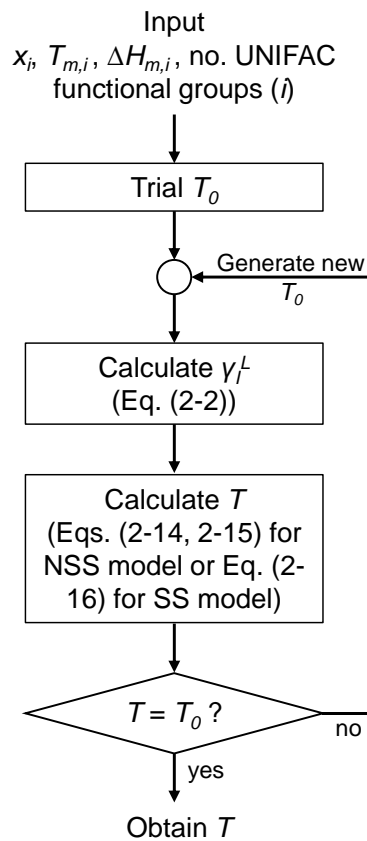 Input
xᵢ, Tₘ,ᵢ, ΔHₘ,ᵢ, no. UNIFAC
functional groups (i)
Trial T₀
Generate new
T₀
Calculate γᵢᴸ
(Eq. (2-2))
Calculate T
(Eqs. (2-14, 2-15) for
NSS model or Eq. (2-
16) for SS model)
T = T₀ ?
no
yes
Obtain T